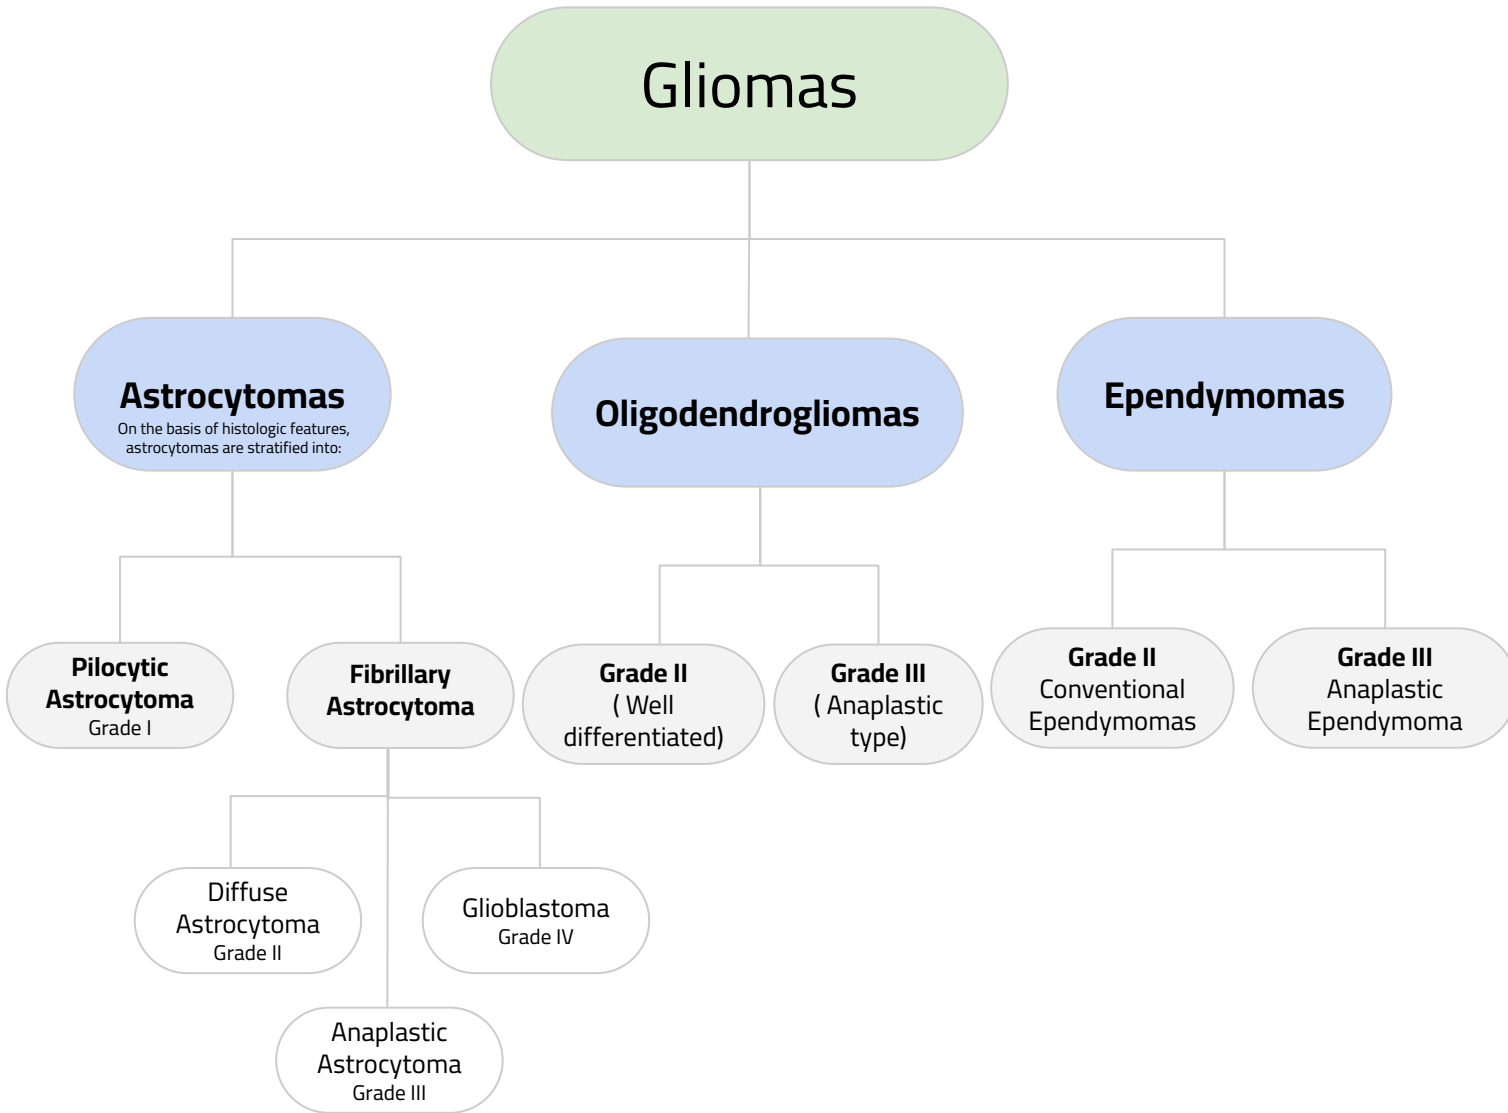 Gliomas
Astrocytomas
On the basis of histologic features,
astrocytomas are stratified into:
Oligodendrogliomas
Ependymomas
Pilocytic
Astrocytoma
Grade I
Fibrillary
Astrocytoma
Grade II
( Well
differentiated)
Grade III
( Anaplastic
type)
Grade II
Conventional
Ependymomas
Grade III
Anaplastic
Ependymoma
Diffuse
Astrocytoma
Grade II
Glioblastoma
Grade IV
Anaplastic
Astrocytoma
Grade III